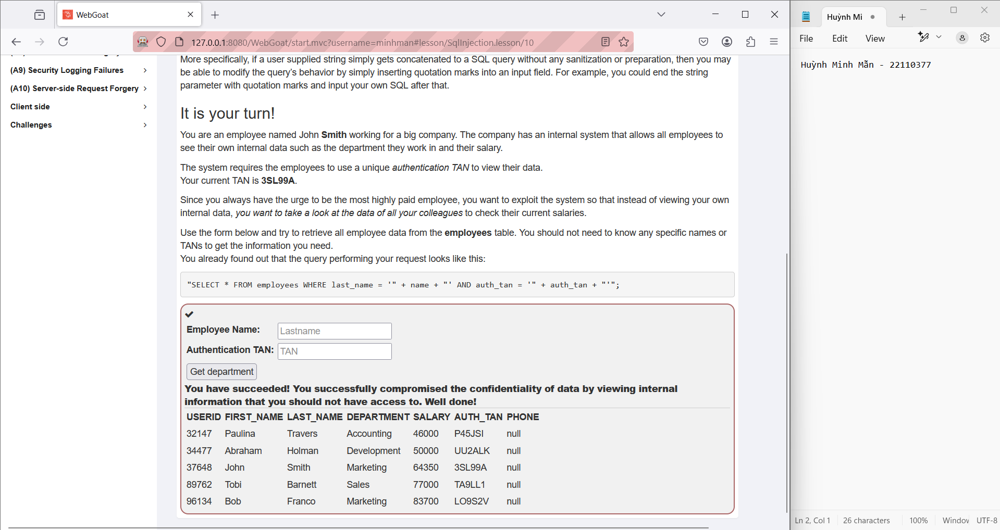 WebGoat
127.0.0.1:8080/WebGoat/start.mvc?username=minhman#lesson/SqlInjection.lesson/10
(A9) Security Logging Failures
(A10) Server-side Request Forgery
Client side
Challenges
More specifically, if a user supplied string simply gets concatenated to a SQL query without any sanitization or preparation, then you may
be able to modify the query’s behavior by simply inserting quotation marks into an input field. For example, you could end the string
parameter with quotation marks and input your own SQL after that.
It is your turn!
You are an employee named John Smith working for a big company. The company has an internal system that allows all employees to
see their own internal data such as the department they work in and their salary.
The system requires the employees to use a unique authentication TAN to view their data.
Your current TAN is 3SL99A.
Since you always have the urge to be the most highly paid employee, you want to exploit the system so that instead of viewing your own
internal data, you want to take a look at the data of all your colleagues to check their current salaries.
Use the form below and try to retrieve all employee data from the employees table. You should not need to know any specific names or
TANs to get the information you need.
You already found out that the query performing your request looks like this:
"SELECT * FROM employees WHERE last_name = '" + name + "' AND auth_tan = '" + auth_tan + "'";
Employee Name: Lastname
Authentication TAN: TAN
Get department
You have succeeded! You successfully compromised the confidentiality of data by viewing internal
information that you should not have access to. Well done!
USERID FIRST_NAME LAST_NAME DEPARTMENT SALARY AUTH_TAN PHONE
32147 Paulina Travers Accounting 46000 P45JSI null
34477 Abraham Holman Development 50000 UU2ALK null
37648 John Smith Marketing 64350 3SL99A null
89762 Tobi Barnett Sales 77000 TA9LL1 null
96134 Bob Franco Marketing 83700 LO9S2V null
Huỳnh Mi
File Edit View
Huỳnh Minh Mẫn - 22110377
Ln 2, Col 1 26 characters 100% Window UTF-8